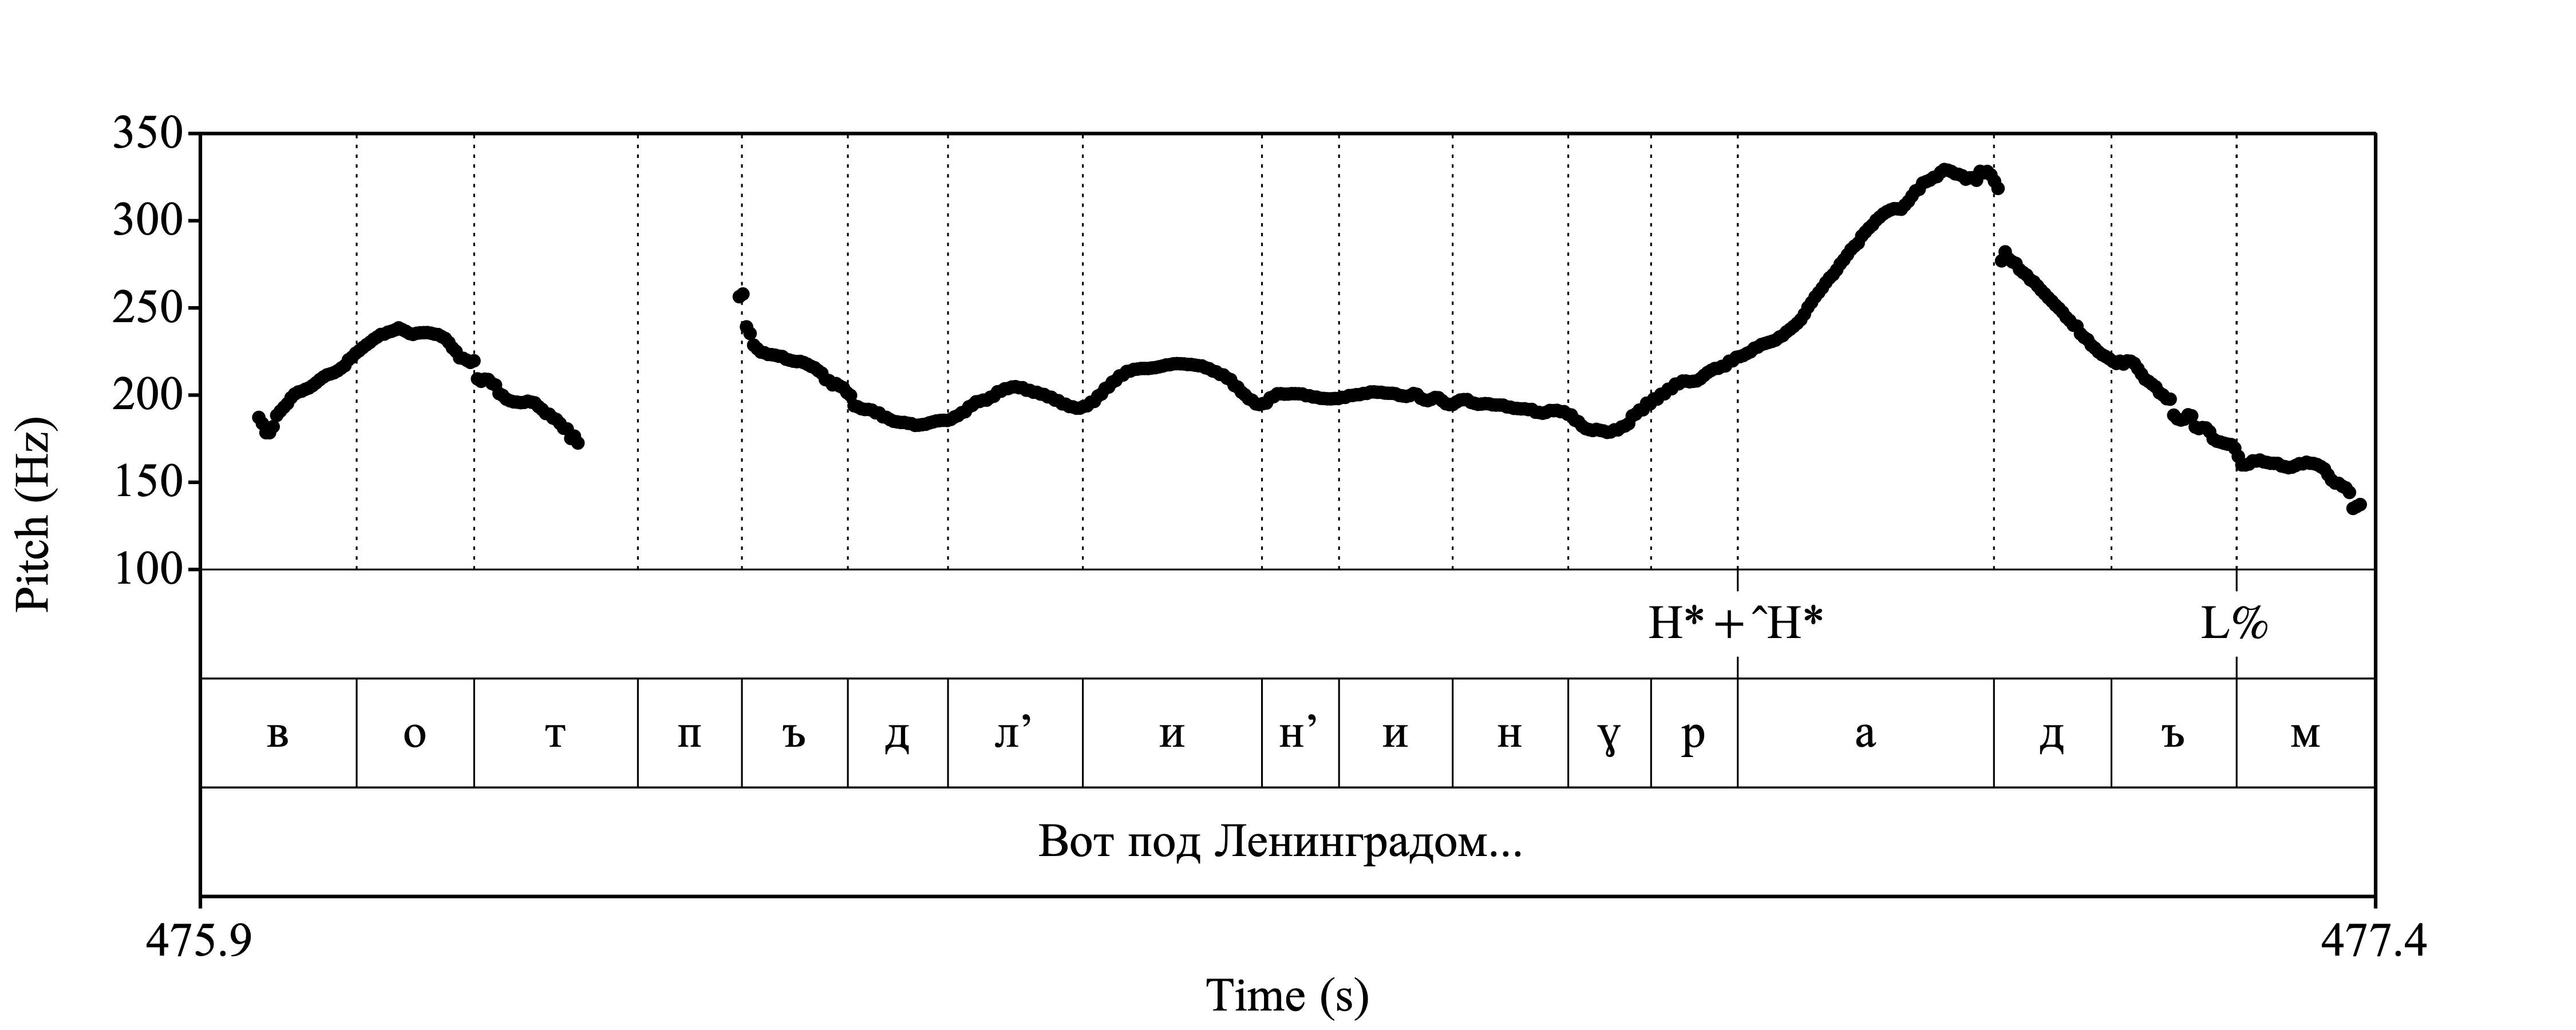 350
300
250
200
150
100
Pitch (Hz)
H* + ^H* L%
в о т п ъ д л’ и н’ и н ɣ р а д ъ м
Вот под Ленинградом...
475.9 477.4
Time (s)